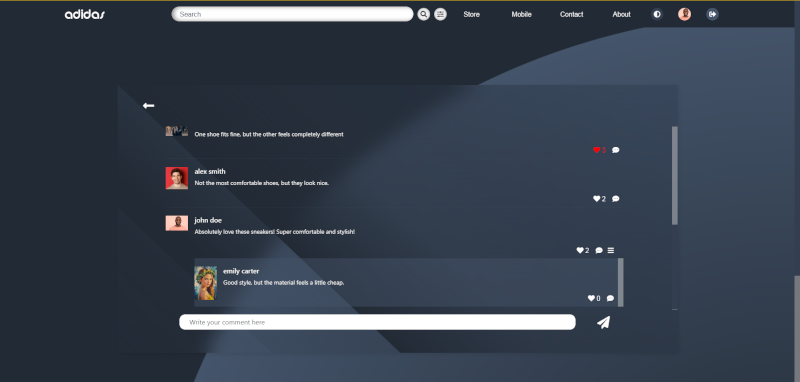 adidas
Search
Store
Mobile
Contact
About
One shoe fits fine, but the other feels completely different
3
alex smith
Not the most comfortable shoes, but they look nice.
2
john doe
Absolutely love these sneakers! Super comfortable and stylish!
2
emily carter
Good style, but the material feels a little cheap.
0
Write your comment here